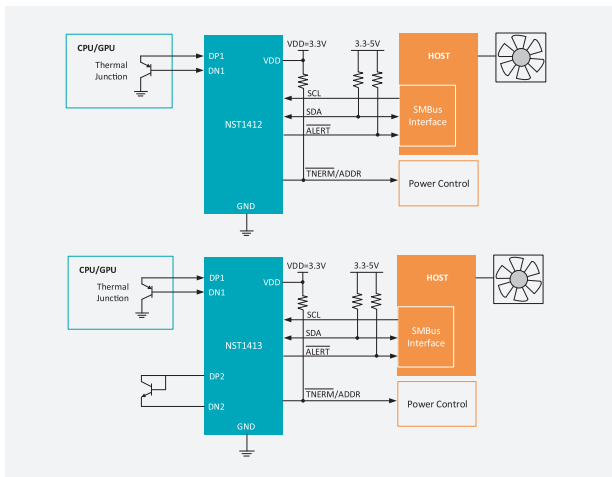 CPU/GPU
Thermal
Junction
DP1
DN1
VDD
NST1412
GND
VDD=3.3V
3.3-5V
SCL
SDA
ALERT
TNERM/ADDR
HOST
SMBus
Interface
Power Control
CPU/GPU
Thermal
Junction
DP1
DN1
VDD
NST1413
DP2
DN2
GND
VDD=3.3V
3.3-5V
SCL
SDA
ALERT
TNERM/ADDR
HOST
SMBus
Interface
Power Control